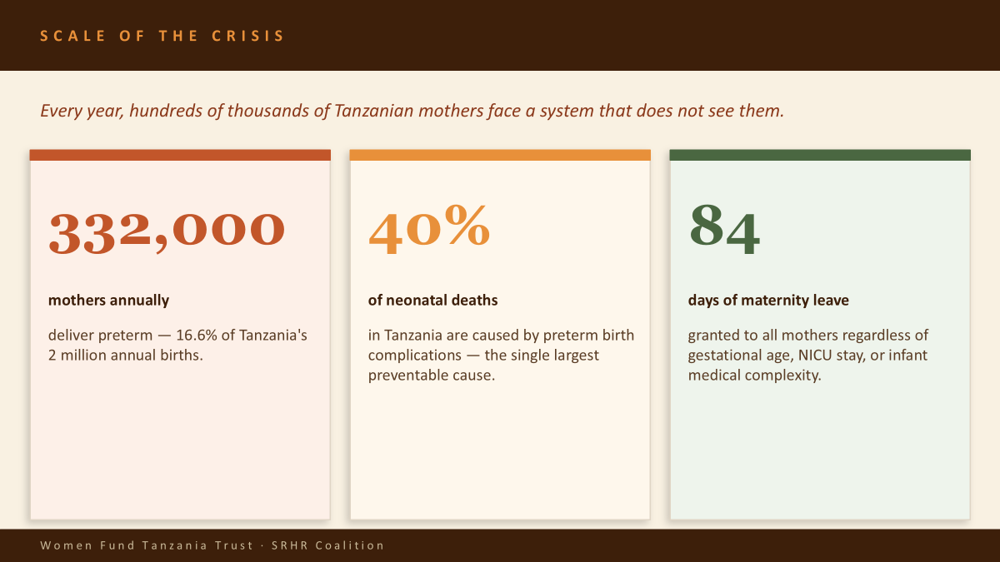 SCALE OF THE CRISIS
Every year, hundreds of thousands of Tanzanian mothers face a system that does not see them.
332,000
mothers annually
deliver preterm — 16.6% of Tanzania's
2 million annual births.
40%
of neonatal deaths
in Tanzania are caused by preterm birth
complications — the single largest
preventable cause.
84
days of maternity leave
granted to all mothers regardless of
gestational age, NICU stay, or infant
medical complexity.
Women Fund Tanzania Trust · SRHR Coalition